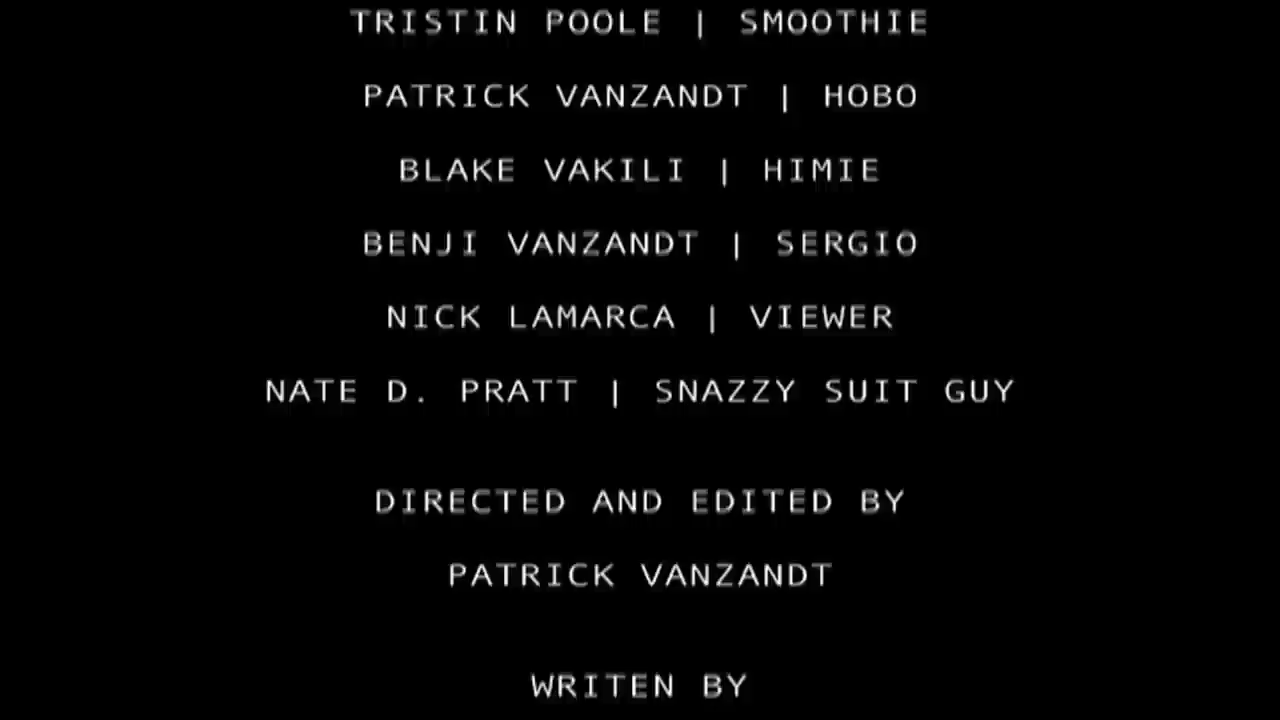 TRISTIN POOLE | SMOOTHIE
PATRICK VANZANDT | HOBO
BLAKE VAKILI | HIMIE
BENJI VANZANDT | SERGIO
NICK LAMARCA | VIEWER
NATE D. PRATT | SNAZZY SUIT GUY
DIRECTED AND EDITED BY
PATRICK VANZANDT
WRITEN BY